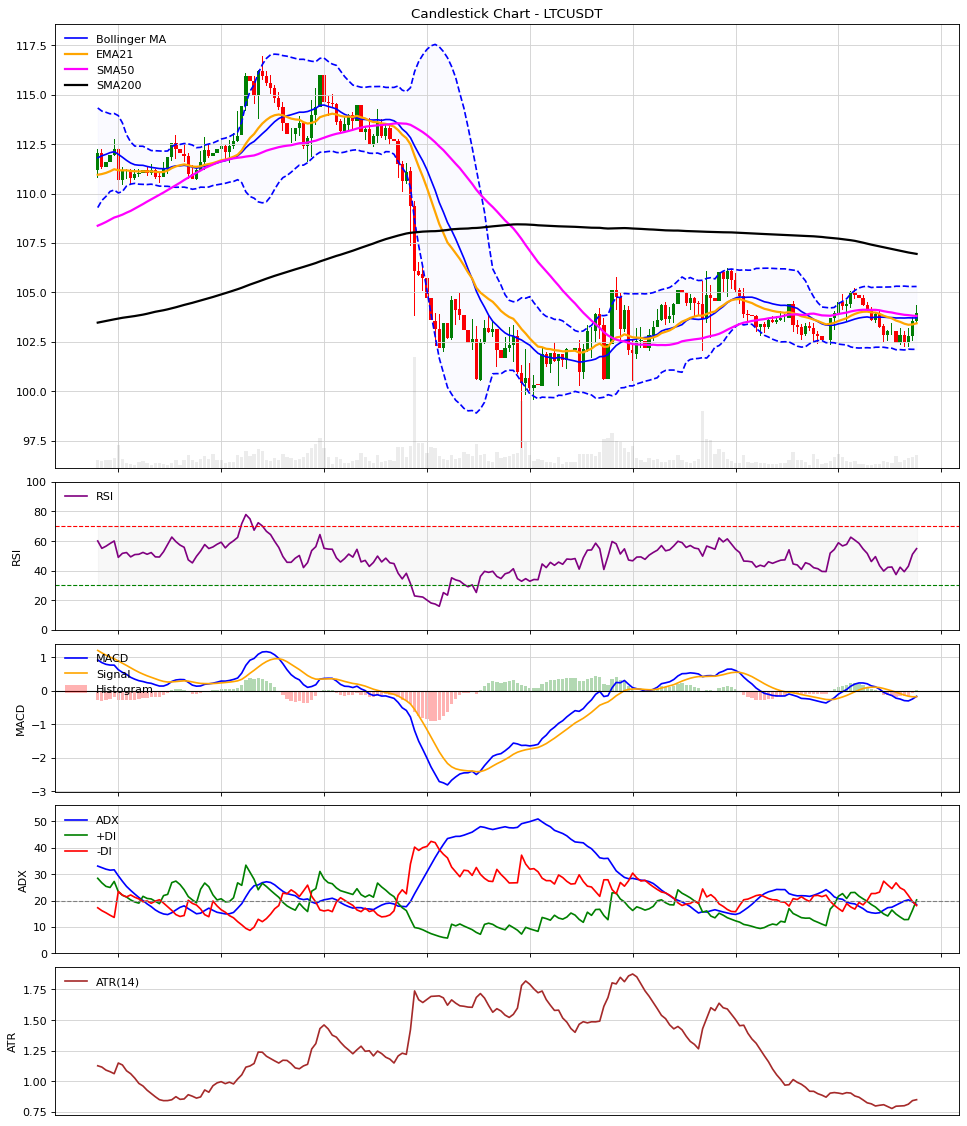 Candlestick Chart - LTCUSDT
Bollinger MA
EMA21
SMA50
SMA200
117.5
115.0
112.5
110.0
107.5
105.0
102.5
100.0
97.5
RSI
RSI
100
80
60
40
20
0
MACD
Signal
Histogram
MACD
1
0
−1
−2
−3
ADX
+DI
-DI
ADX
50
40
30
20
10
0
ATR(14)
ATR
1.75
1.50
1.25
1.00
0.75